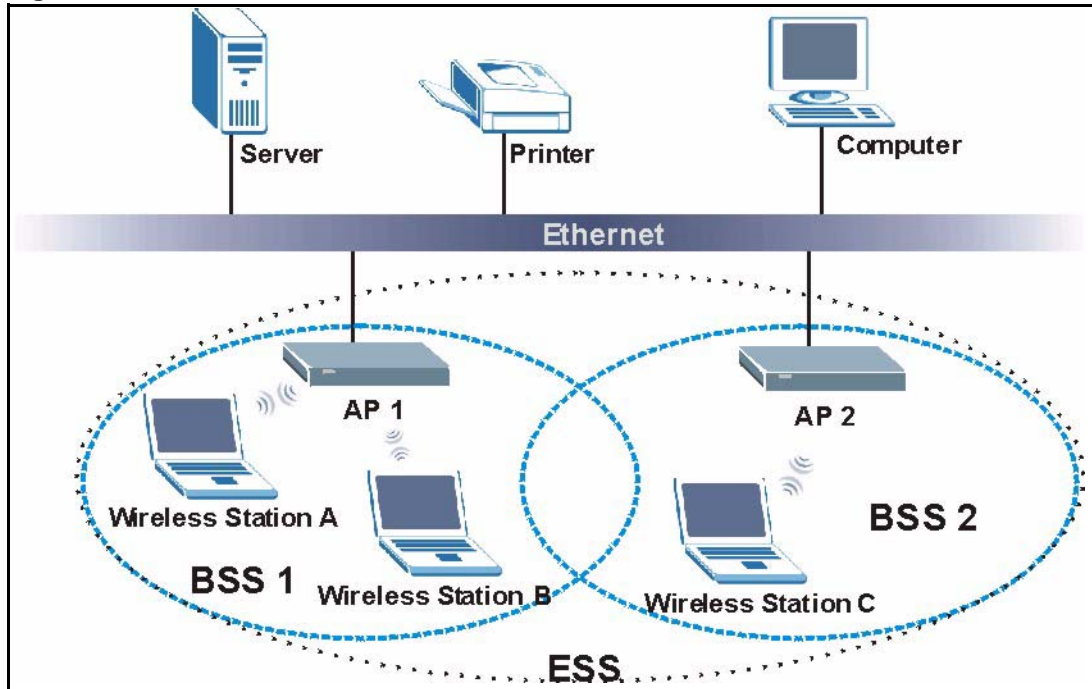 Server
Printer
Computer
Ethernet
AP 1
AP 2
Wireless Station A
BSS 2
BSS 1
Wireless Station B
Wireless Station C
ESS